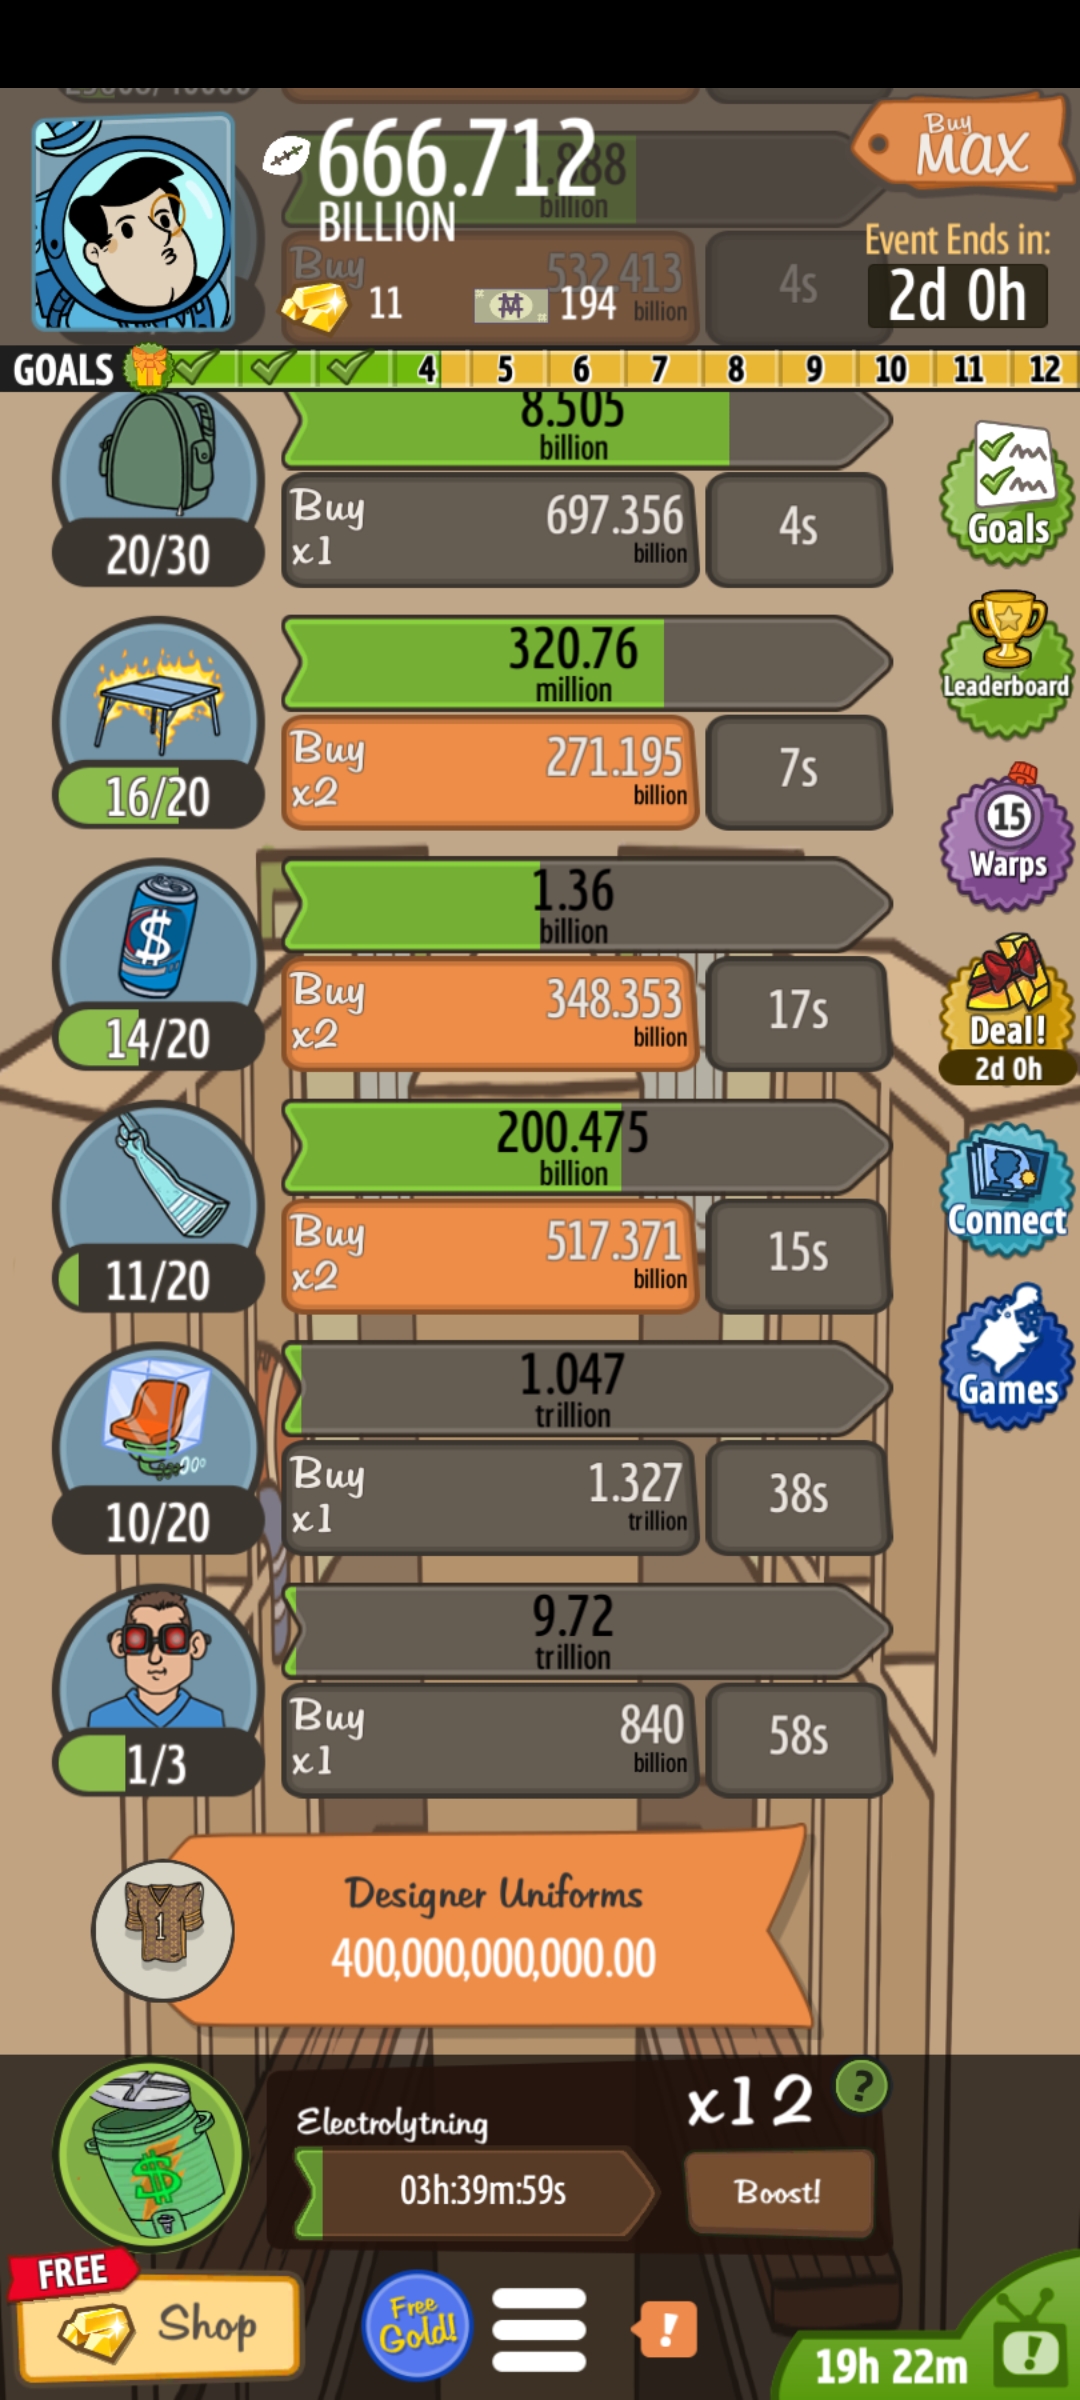 666.712
BILLION
Buy
MAX
billion
Buy
532.413
billion
4s
11
194
Event Ends in:
2d 0h
GOALS
4
5
6
7
8
9
10
11
12
8.505
billion
20/30
Buy
x1
697.356
billion
4s
Goals
320.76
million
16/20
Buy
x2
271.195
billion
7s
Leaderboard
15
Warps
1.36
billion
14/20
Buy
x2
348.353
billion
17s
Deal!
2d 0h
200.475
billion
11/20
Buy
x2
517.371
billion
15s
Connect
1.047
trillion
10/20
Buy
x1
1.327
trillion
38s
Games
9.72
trillion
1/3
Buy
x1
840
billion
58s
1
Designer Uniforms
400,000,000,000.00
Electrolytning
03h:39m:59s
x12
?
Boost!
FREE
Shop
Free
Gold!
!
19h 22m
!